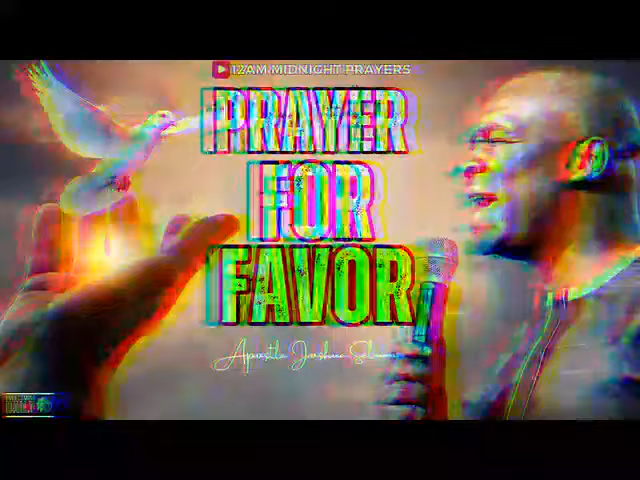 12AM MIDNIGHT PRAYERS
PRAYER
FOR
FAVOR
Apostle Joshua Selman